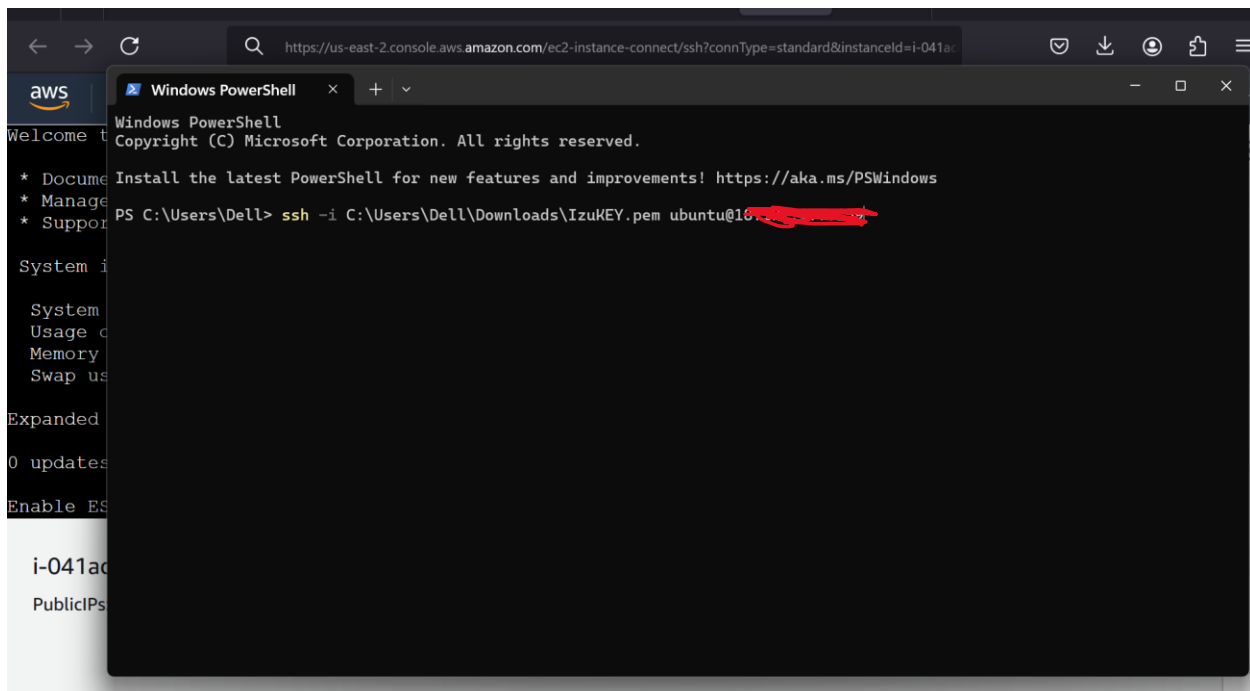 https://us-east-2.console.aws.amazon.com/ec2-instance-connect/ssh?connType=standard&instanceId=i-041ac
aws
Windows PowerShell
Welcome t
Windows PowerShell
Copyright (C) Microsoft Corporation. All rights reserved.
* Docume
Install the latest PowerShell for new features and improvements! https://aka.ms/PSWindows
* Manage
* Suppor
PS C:\Users\Dell> ssh -i C:\Users\Dell\Downloads\IzuKEY.pem ubuntu@18.
System i
System
Usage
Memory
Swap us
Expanded
0 updates
Enable ES
i-041ac
PublicIPs